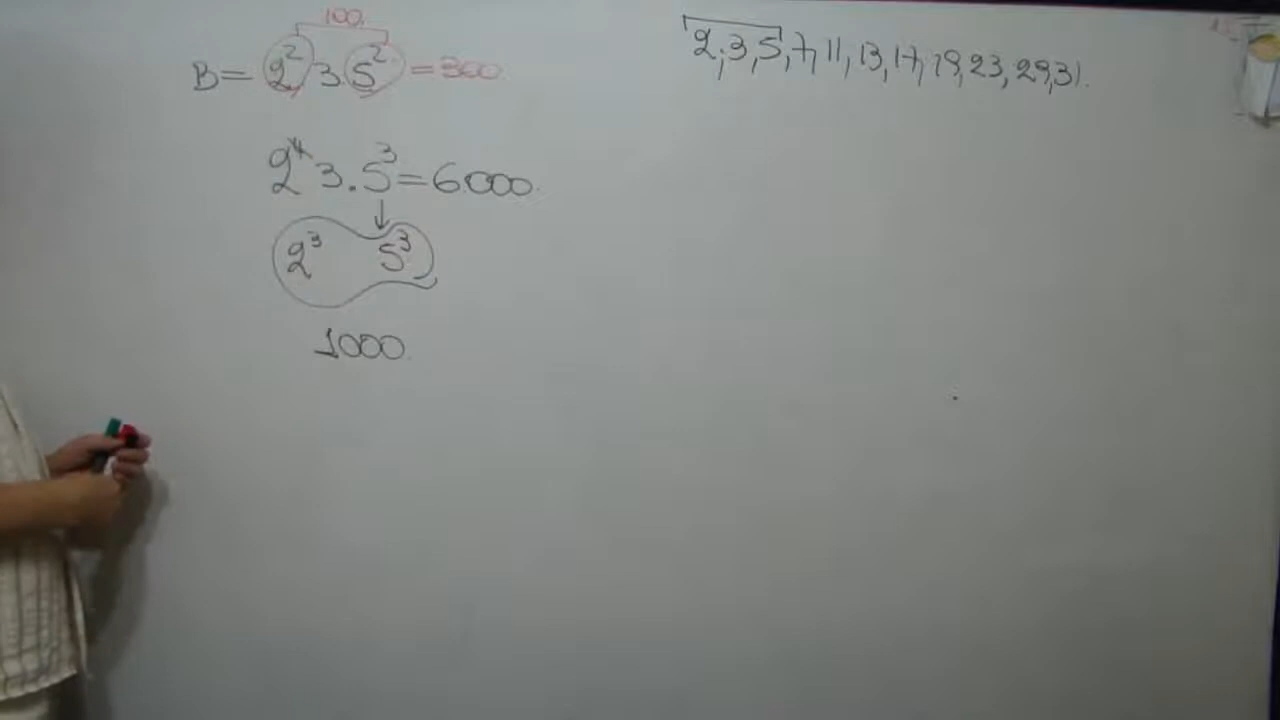 100.
B = 2² 3. 5² = 300.
2⁴ 3. 5³ = 6.000.
2³ 5³
1000.
2, 3, 5, 7, 11, 13, 17, 19, 23, 29, 31.